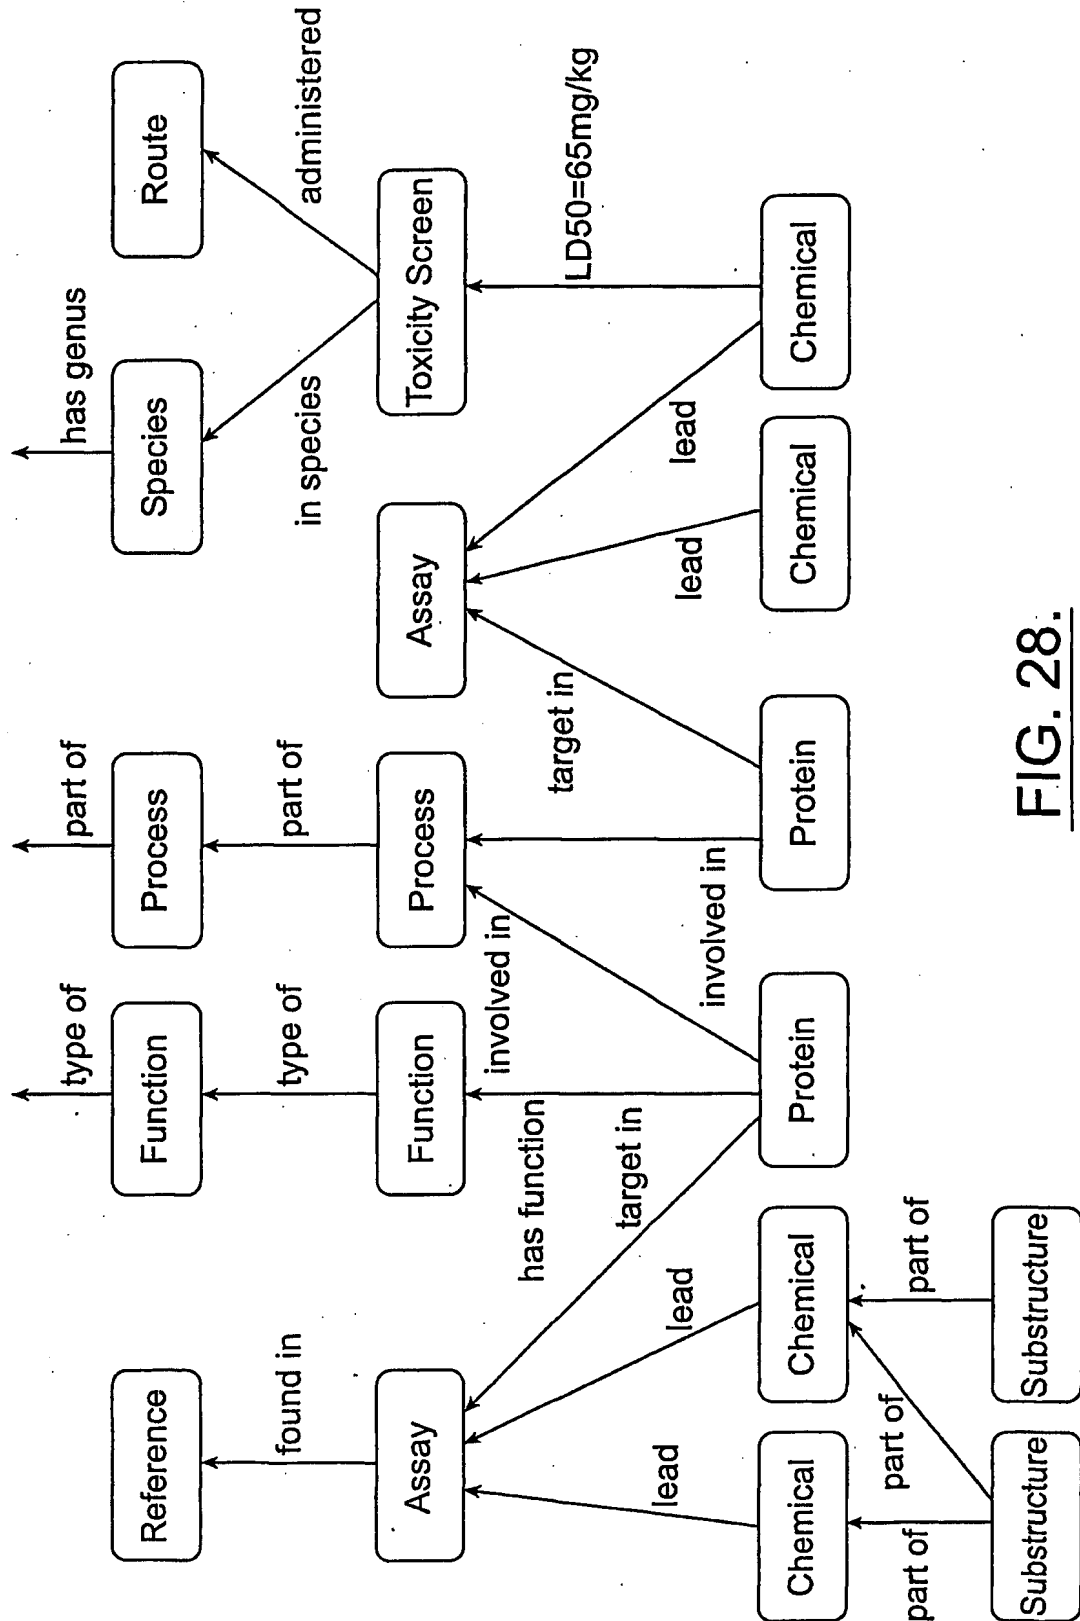 type of
part of
has genus
Reference
Function
Process
Species
Route
found in
type of
part of
in species
administered
Assay
Function
Process
Assay
Toxicity Screen
has function
involved in
target in
LD50=65mg/kg
target in
lead
lead
involved in
lead
lead
Chemical
Chemical
Protein
Protein
Chemical
Chemical
part of
part of
part of
Substructure
Substructure
FIG. 28.